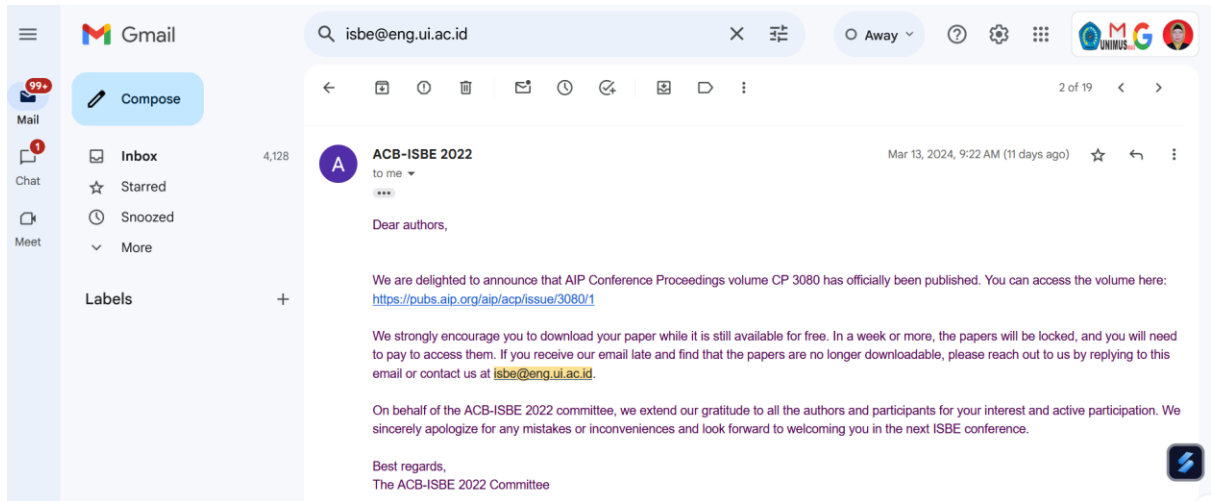 Gmail
isbe@eng.ui.ac.id
Away
UNIMUS
G
99+
Mail
1
Chat
Meet
Compose
Inbox 4,128
Starred
Snoozed
More
Labels
2 of 19
A
ACB-ISBE 2022
Mar 13, 2024, 9:22 AM (11 days ago)
to me
Dear authors,
We are delighted to announce that AIP Conference Proceedings volume CP 3080 has officially been published. You can access the volume here:
https://pubs.aip.org/aip/acp/issue/3080/1
We strongly encourage you to download your paper while it is still available for free. In a week or more, the papers will be locked, and you will need
to pay to access them. If you receive our email late and find that the papers are no longer downloadable, please reach out to us by replying to this
email or contact us at isbe@eng.ui.ac.id.
On behalf of the ACB-ISBE 2022 committee, we extend our gratitude to all the authors and participants for your interest and active participation. We
sincerely apologize for any mistakes or inconveniences and look forward to welcoming you in the next ISBE conference.
Best regards,
The ACB-ISBE 2022 Committee